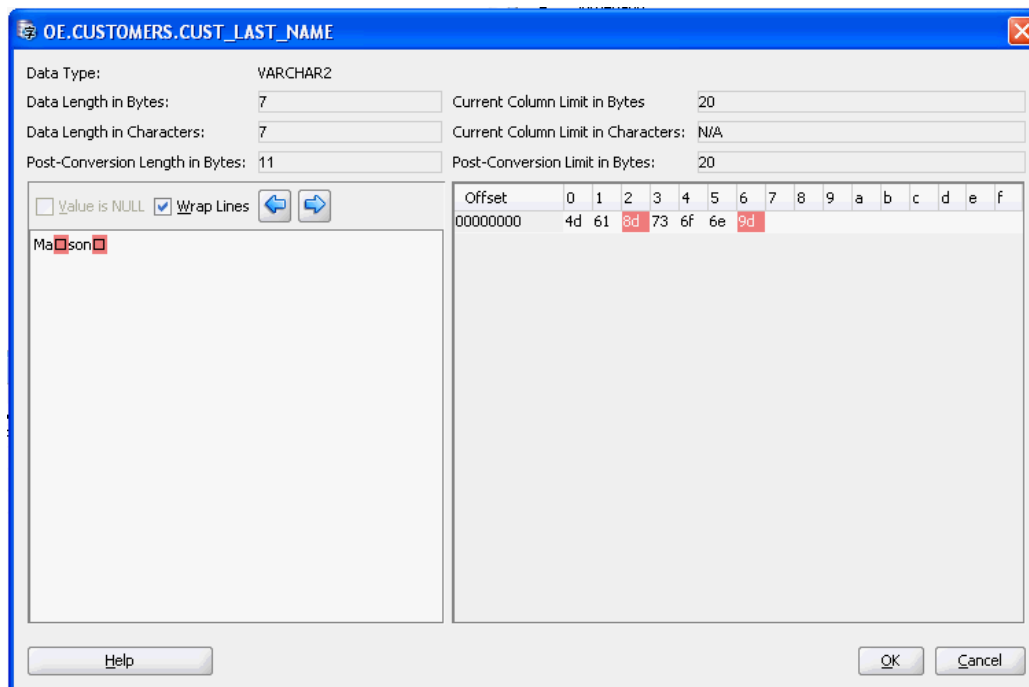 OE.CUSTOMERS.CUST_LAST_NAME
Data Type: VARCHAR2
Data Length in Bytes: 7 Current Column Limit in Bytes 20
Data Length in Characters: 7 Current Column Limit in Characters: N/A
Post-Conversion Length in Bytes: 11 Post-Conversion Limit in Bytes: 20
Value is NULL Wrap Lines
Offset 0 1 2 3 4 5 6 7 8 9 a b c d e f
00000000 4d 61 8d 73 6f 6e 9d
Ma□son□
Help OK Cancel